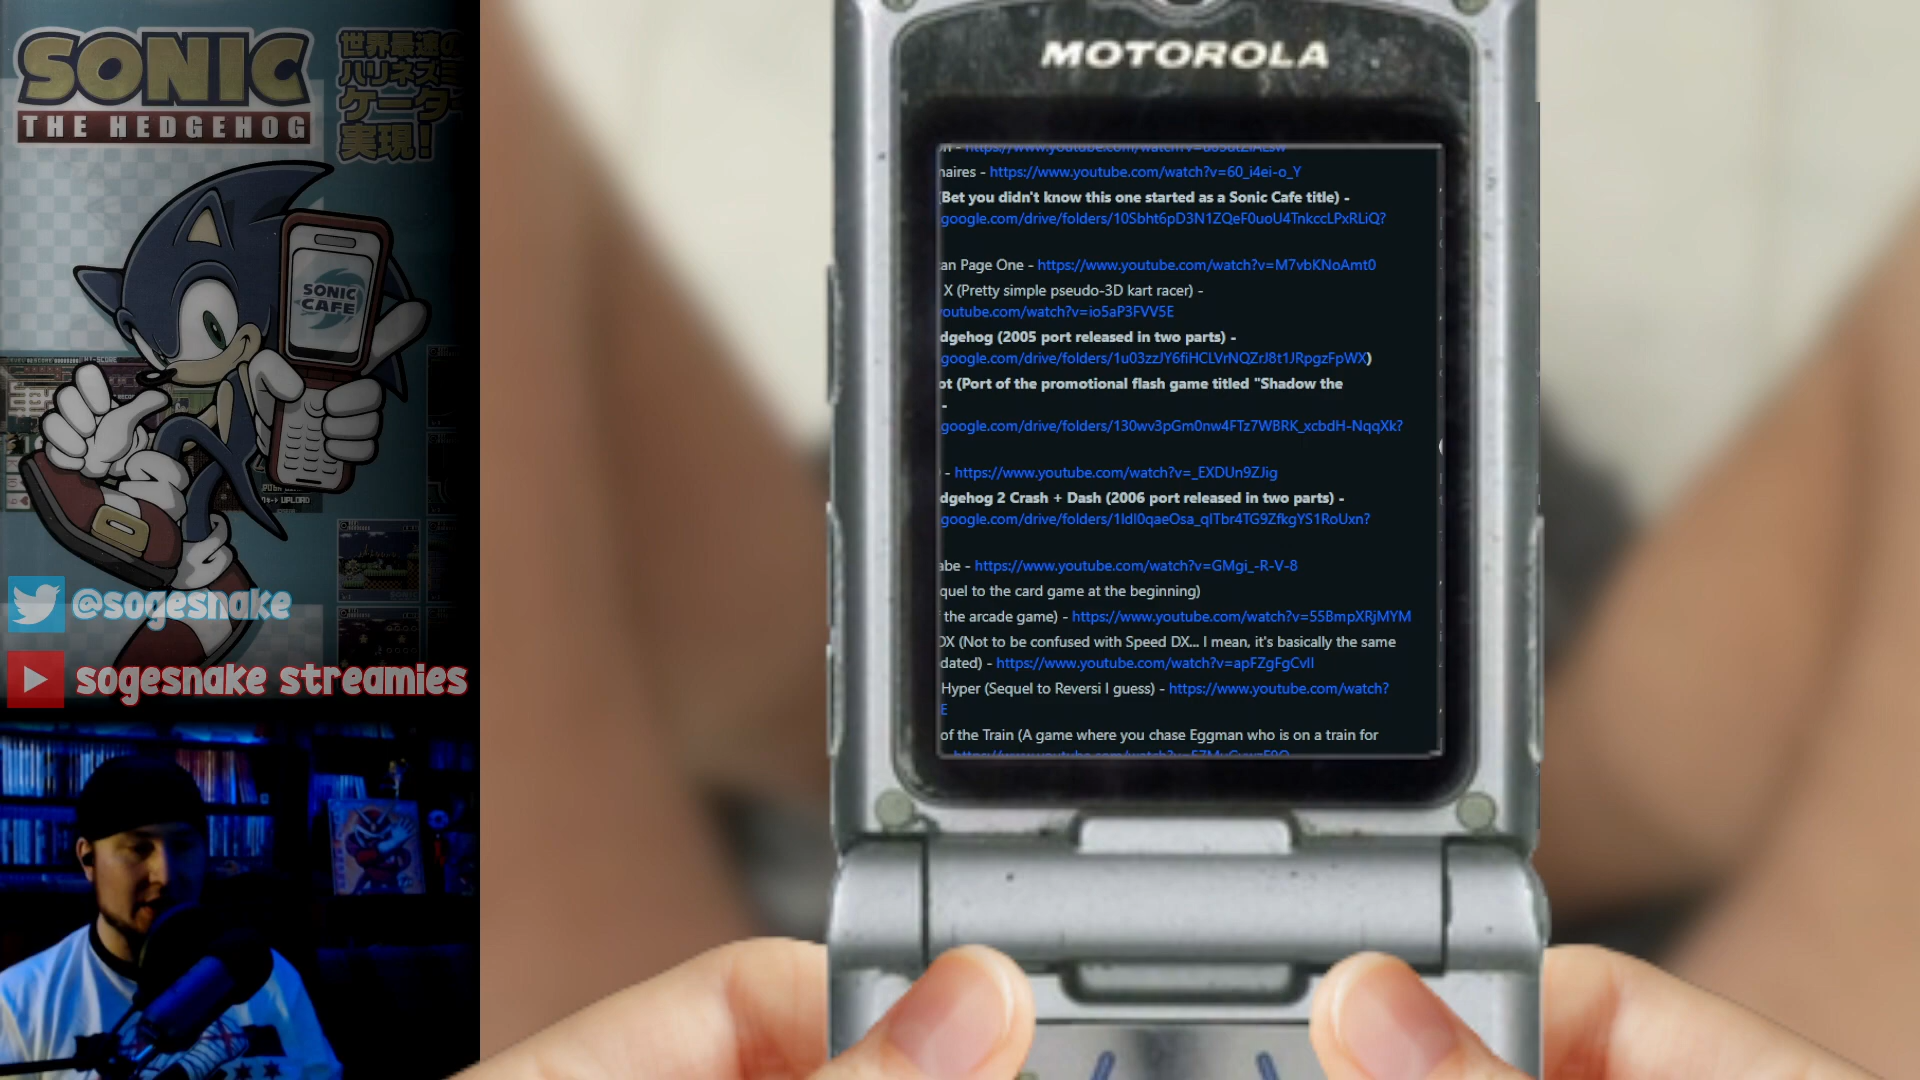 SONIC
THE HEDGEHOG
世界最速の
ハリネズミ
ケータイ
実現!
SONIC
CAFE
@sogesnake
sogesnake streamies
MOTOROLA
naires - https://www.youtube.com/watch?v=60_i4ei-o_Y
(Bet you didn't know this one started as a Sonic Cafe title) -
google.com/drive/folders/10Sbht6pD3N1ZQeF0uoU4TnkccLPxRLiQ?
an Page One - https://www.youtube.com/watch?v=M7vbKNoAmt0
X (Pretty simple pseudo-3D kart racer) -
youtube.com/watch?v=io5aP3FVV5E
dgehog (2005 port released in two parts) -
google.com/drive/folders/1u03zzJY6fiHCLVrNQZrJ8t1JRpgzFpWX)
ot (Port of the promotional flash game titled "Shadow the
-
google.com/drive/folders/130wv3pGm0nw4FTz7WBRK_xcbdH-NqqXk?
- https://www.youtube.com/watch?v=_EXDUn9ZJig
dgehog 2 Crash + Dash (2006 port released in two parts) -
google.com/drive/folders/1ldl0qaeOsa_qlTbr4TG9ZfkgYS1RoUxn?
abe - https://www.youtube.com/watch?v=GMgi_-R-V-8
quel to the card game at the beginning)
the arcade game) - https://www.youtube.com/watch?v=55BmpXRjMYM
DX (Not to be confused with Speed DX... I mean, it's basically the same
dated) - https://www.youtube.com/watch?v=apFZgFgCvlI
Hyper (Sequel to Reversi I guess) - https://www.youtube.com/watch?
E
of the Train (A game where you chase Eggman who is on a train for